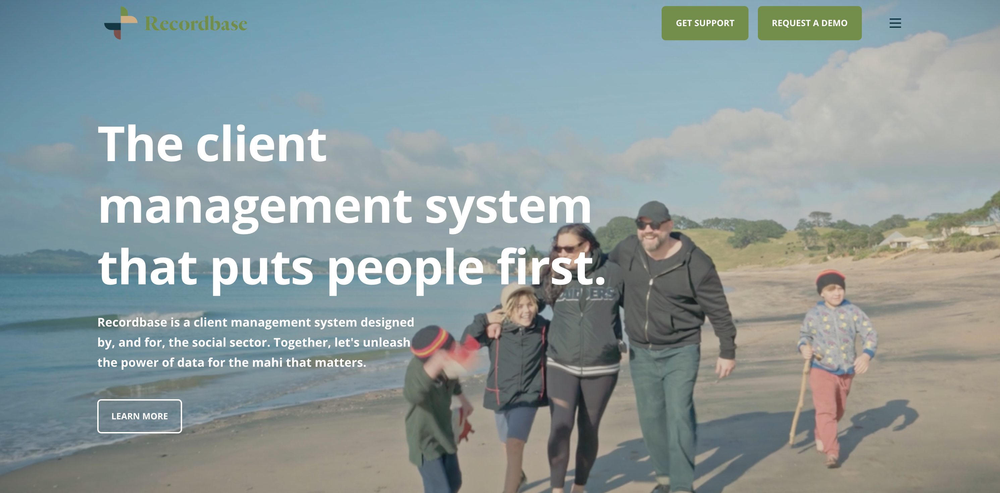 Recordbase
GET SUPPORT
REQUEST A DEMO
The client
management system
that puts people first.
Recordbase is a client management system designed
by, and for, the social sector. Together, let's unleash
the power of data for the mahi that matters.
LEARN MORE